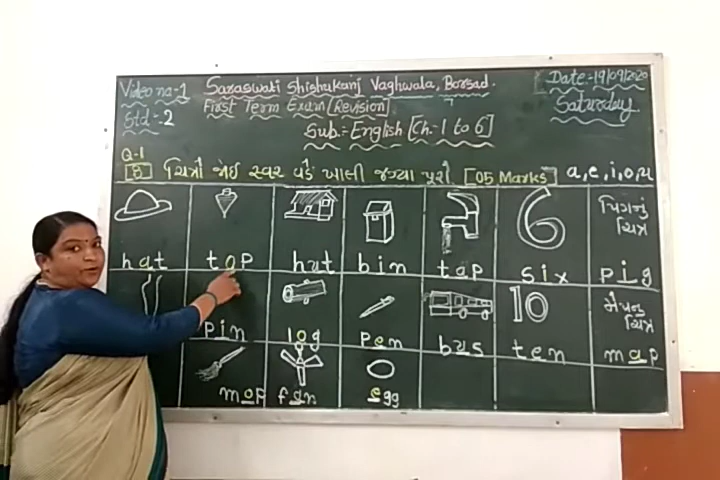 Video no-1 Saraswati Shishukunj Vaghwala, Borsad. Date:-19/09/2020
Std:-2 First Term Exam [Revision] Saturday
Sub:-English [Ch-1 to 6]
Q-1
[B] ચિત્રો જોઈ સ્વર વડે ખાલી જગ્યા પૂરો [05 Marks] a,e,i,o,u
6 પિગનું ચિત્ર
hat top hut bin tap six pig
10 મેપનું ચિત્ર
pin log pen bus ten map
mop fan egg